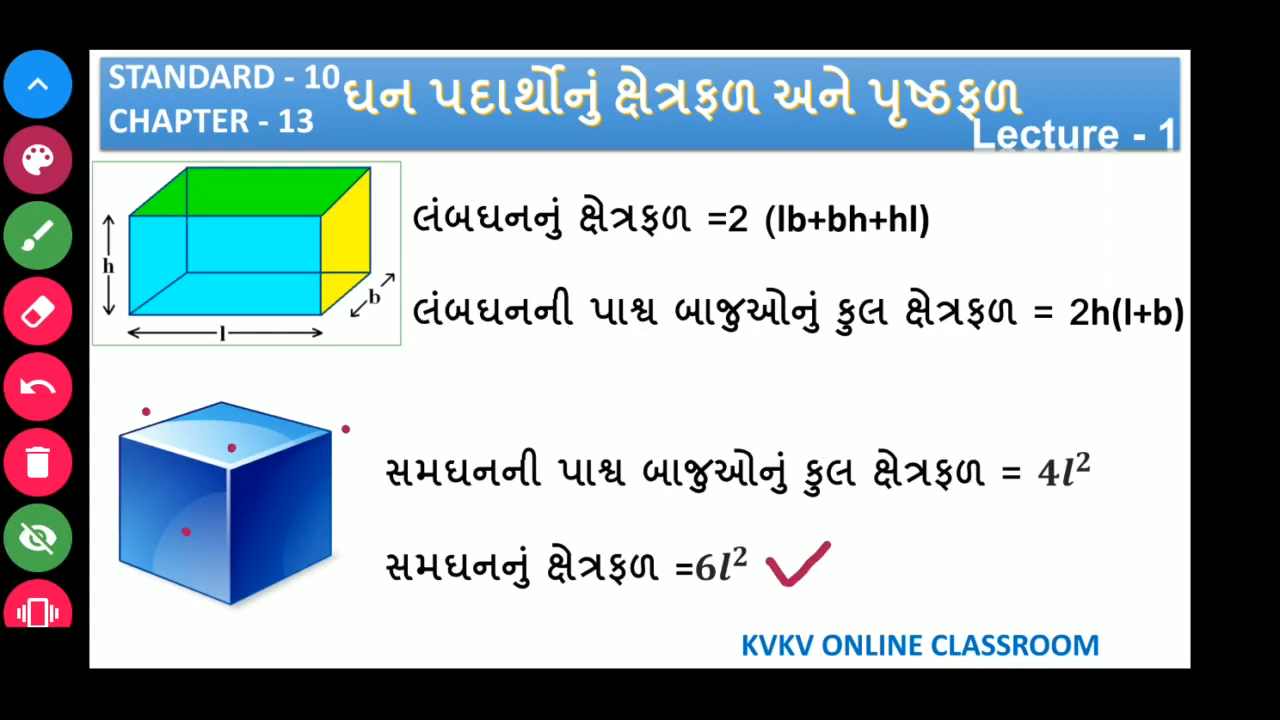 STANDARD - 10
CHAPTER - 13
ઘન પદાર્થોનું ક્ષેત્રફળ અને પૃષ્ઠફળ
Lecture - 1
h
b
l
લંબઘનનું ક્ષેત્રફળ =2 (lb+bh+hl)
લંબઘનની પાશ્વ બાજુઓનું કુલ ક્ષેત્રફળ = 2h(l+b)
સમઘનની પાશ્વ બાજુઓનું કુલ ક્ષેત્રફળ = 4l²
સમઘનનું ક્ષેત્રફળ =6l²
KVKV ONLINE CLASSROOM